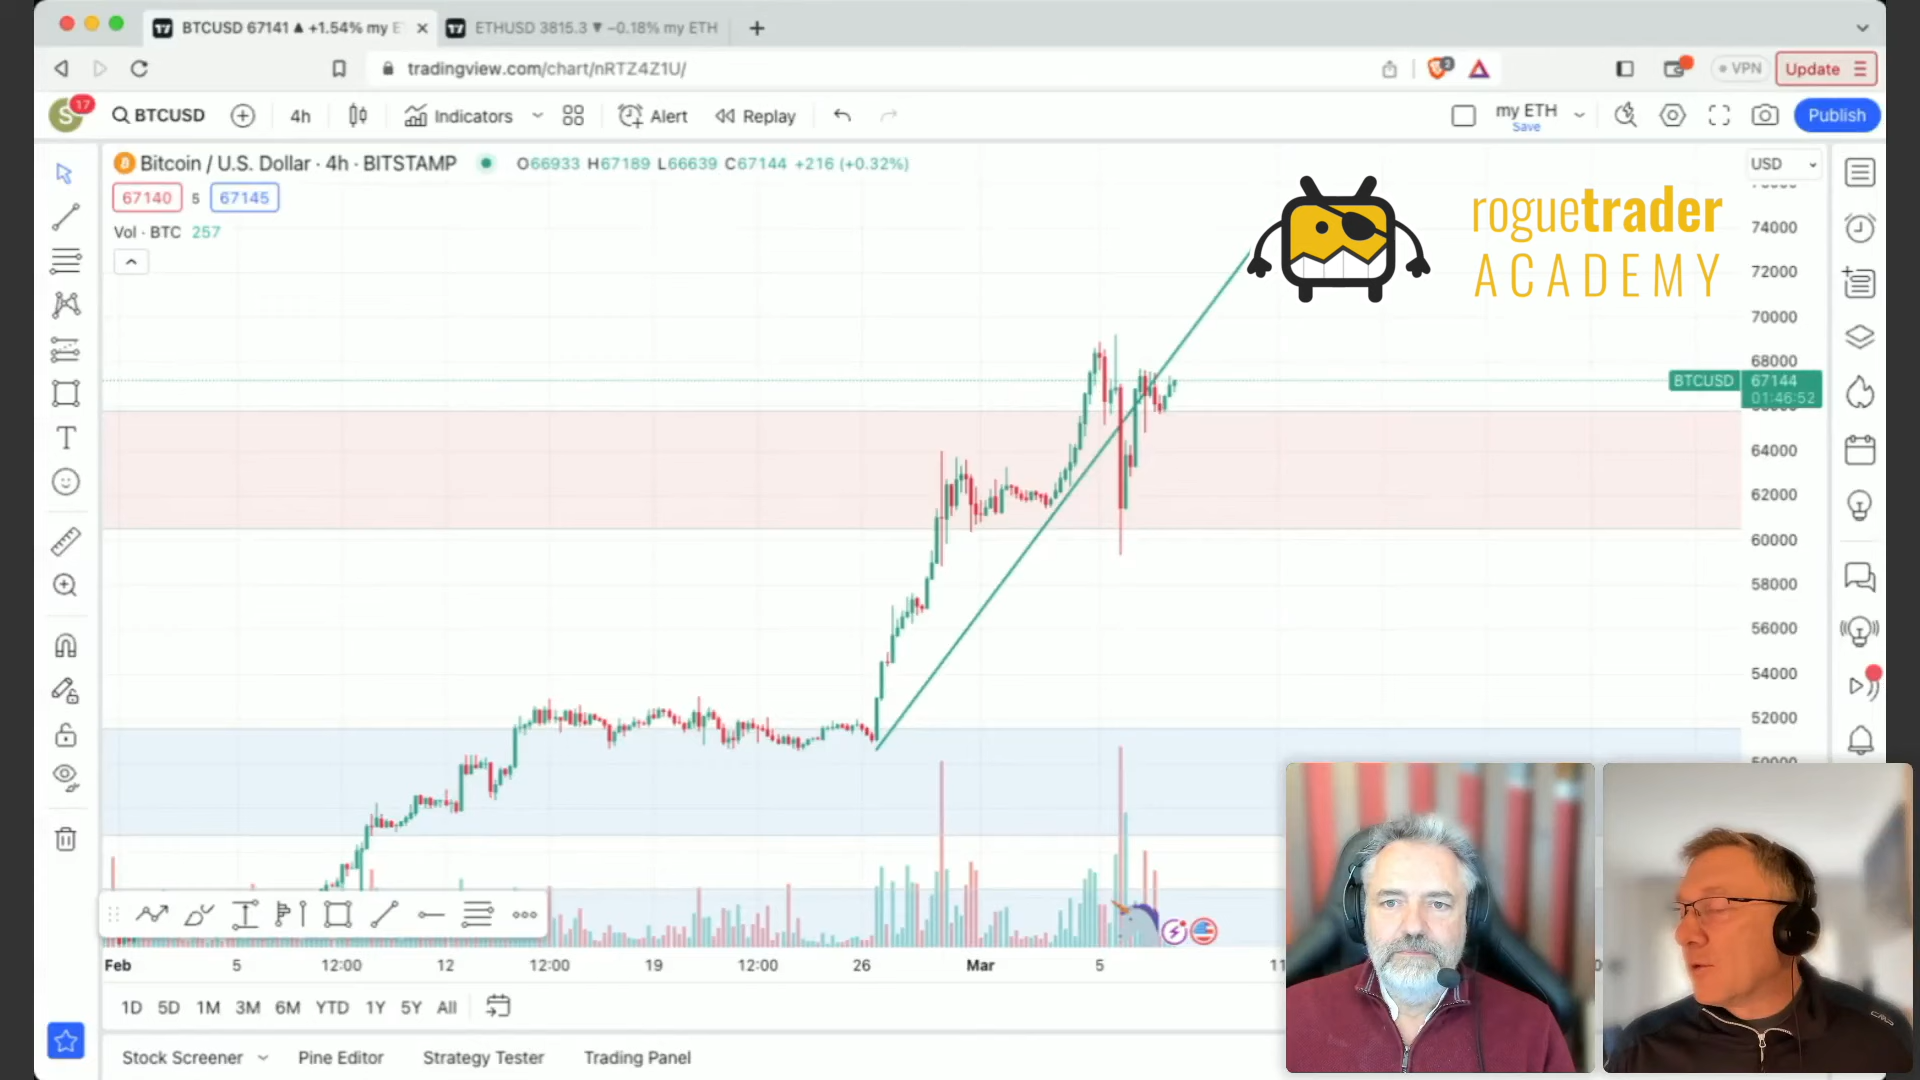 BTCUSD 67141 ▲ +1.54% my E
ETHUSD 3815.3 ▼ −0.18% my ETH
tradingview.com/chart/nRTZ4Z1U/
2
VPN
Update
S
17
BTCUSD
4h
Indicators
Alert
Replay
my ETH
Save
Publish
Bitcoin / U.S. Dollar · 4h · BITSTAMP
O66933 H67189 L66639 C67144 +216 (+0.32%)
USD
67140
5
67145
Vol · BTC 257
roguetrader
ACADEMY
74000
72000
70000
68000
BTCUSD
67144
01:46:52
64000
62000
60000
58000
56000
54000
52000
Feb
5
12:00
12
12:00
19
12:00
26
Mar
5
11
1D 5D 1M 3M 6M YTD 1Y 5Y All
Stock Screener
Pine Editor
Strategy Tester
Trading Panel